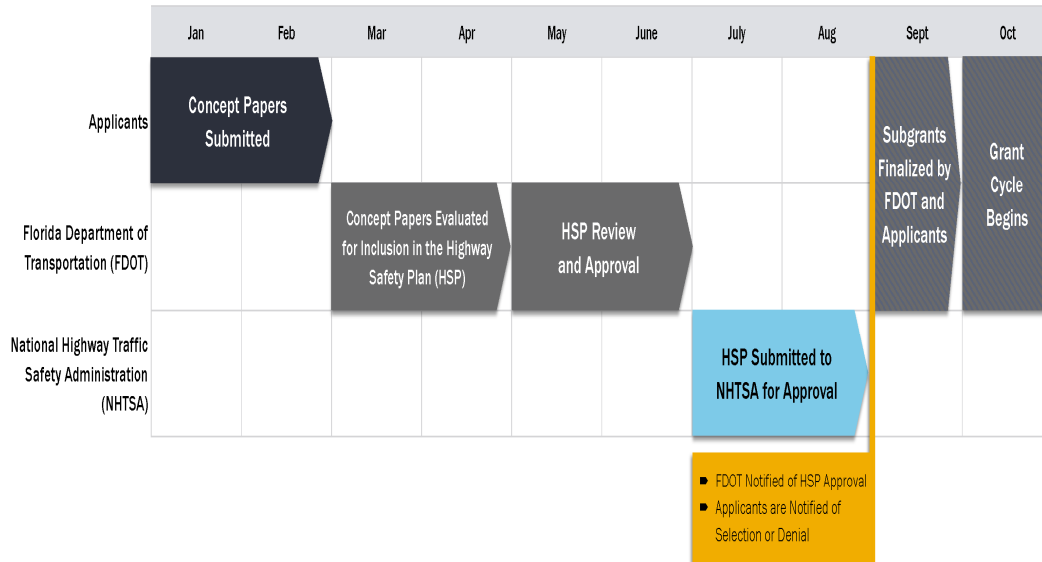 Jan Feb Mar Apr May June July Aug Sept Oct
Applicants
Concept Papers
Submitted
Subgrants
Finalized by
FDOT and
Applicants
Grant
Cycle
Begins
Florida Department of
Transportation (FDOT)
Concept Papers Evaluated
for Inclusion in the Highway
Safety Plan (HSP)
HSP Review
and Approval
National Highway Traffic
Safety Administration
(NHTSA)
HSP Submitted to
NHTSA for Approval
FDOT Notified of HSP Approval
Applicants are Notified of
Selection or Denial